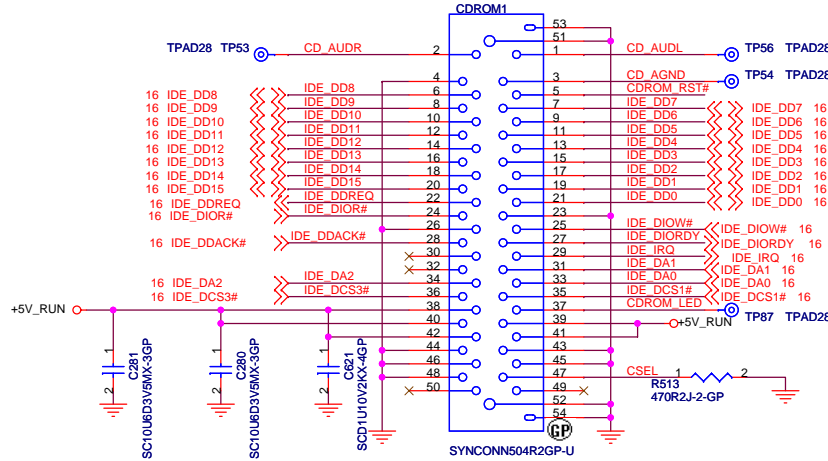 CDROM1
53
51
TPAD28 TP53 CD_AUDR 2 1 CD_AUDL TP56 TPAD28
4 3 CD_AGND TP54 TPAD28
16 IDE_DD8 IDE_DD8 6 5 CDROM_RST#
16 IDE_DD9 IDE_DD9 8 7 IDE_DD7 IDE_DD7 16
16 IDE_DD10 IDE_DD10 10 9 IDE_DD6 IDE_DD6 16
16 IDE_DD11 IDE_DD11 12 11 IDE_DD5 IDE_DD5 16
16 IDE_DD12 IDE_DD12 14 13 IDE_DD4 IDE_DD4 16
16 IDE_DD13 IDE_DD13 16 15 IDE_DD3 IDE_DD3 16
16 IDE_DD14 IDE_DD14 18 17 IDE_DD2 IDE_DD2 16
16 IDE_DD15 IDE_DD15 20 19 IDE_DD1 IDE_DD1 16
16 IDE_DDREQ IDE_DDREQ 22 21 IDE_DD0 IDE_DD0 16
16 IDE_DIOR# IDE_DIOR# 24 23
26 25 IDE_DIOW# IDE_DIOW# 16
16 IDE_DDACK# IDE_DDACK# 28 27 IDE_DIORDY IDE_DIORDY 16
30 29 IDE_IRQ IDE_IRQ 16
32 31 IDE_DA1 IDE_DA1 16
16 IDE_DA2 IDE_DA2 34 33 IDE_DA0 IDE_DA0 16
16 IDE_DCS3# IDE_DCS3# 36 35 IDE_DCS1# IDE_DCS1# 16
+5V_RUN 38 37 CDROM_LED TP87 TPAD28
40 39 +5V_RUN
42 41
44 43
46 45
48 47 CSEL 1 2
R513
470R2J-2-GP
50 49
52
54
1 C281 2 SC10U6D3V5MX-3GP
1 C280 2 SC10U6D3V5MX-3GP
1 C621 2 SCD1U10V2KX-4GP
GP
SYNCONN504R2GP-U